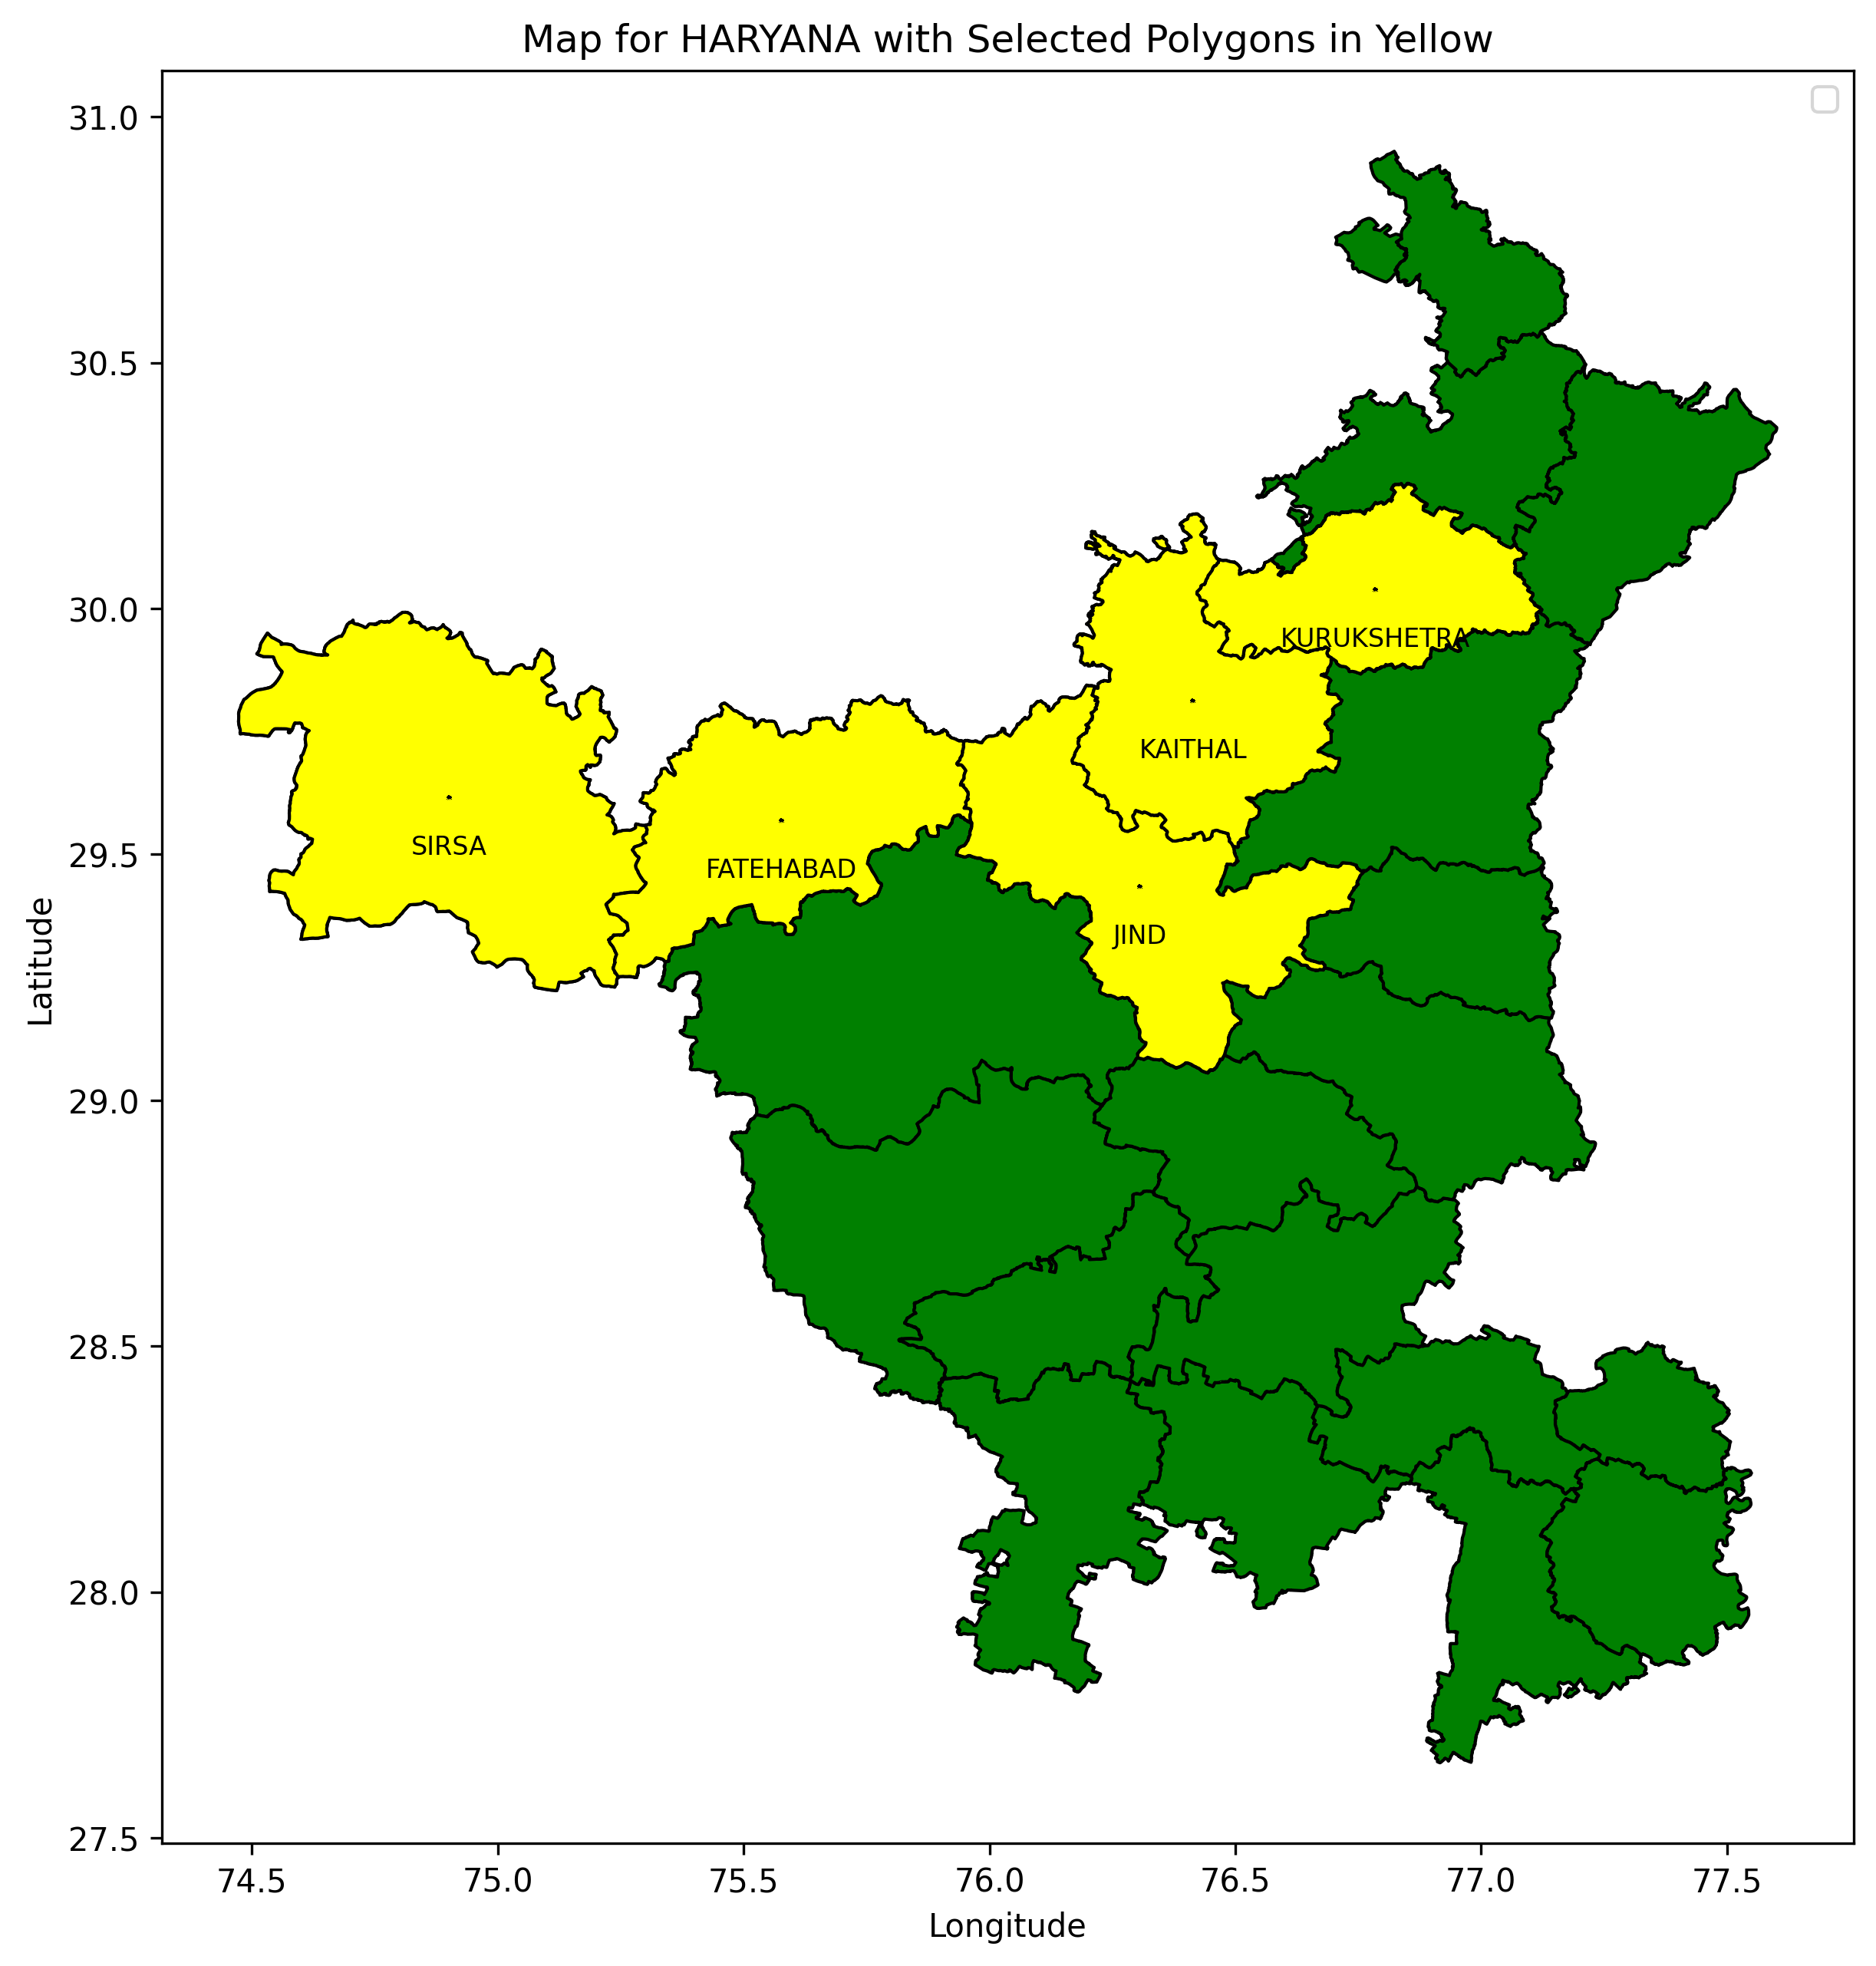 Map for HARYANA with Selected Polygons in Yellow
31.0
30.5
30.0
29.5
29.0
28.5
28.0
27.5
Latitude
KURUKSHETRA
KAITHAL
SIRSA
FATEHABAD
JIND
74.5 75.0 75.5 76.0 76.5 77.0 77.5
Longitude